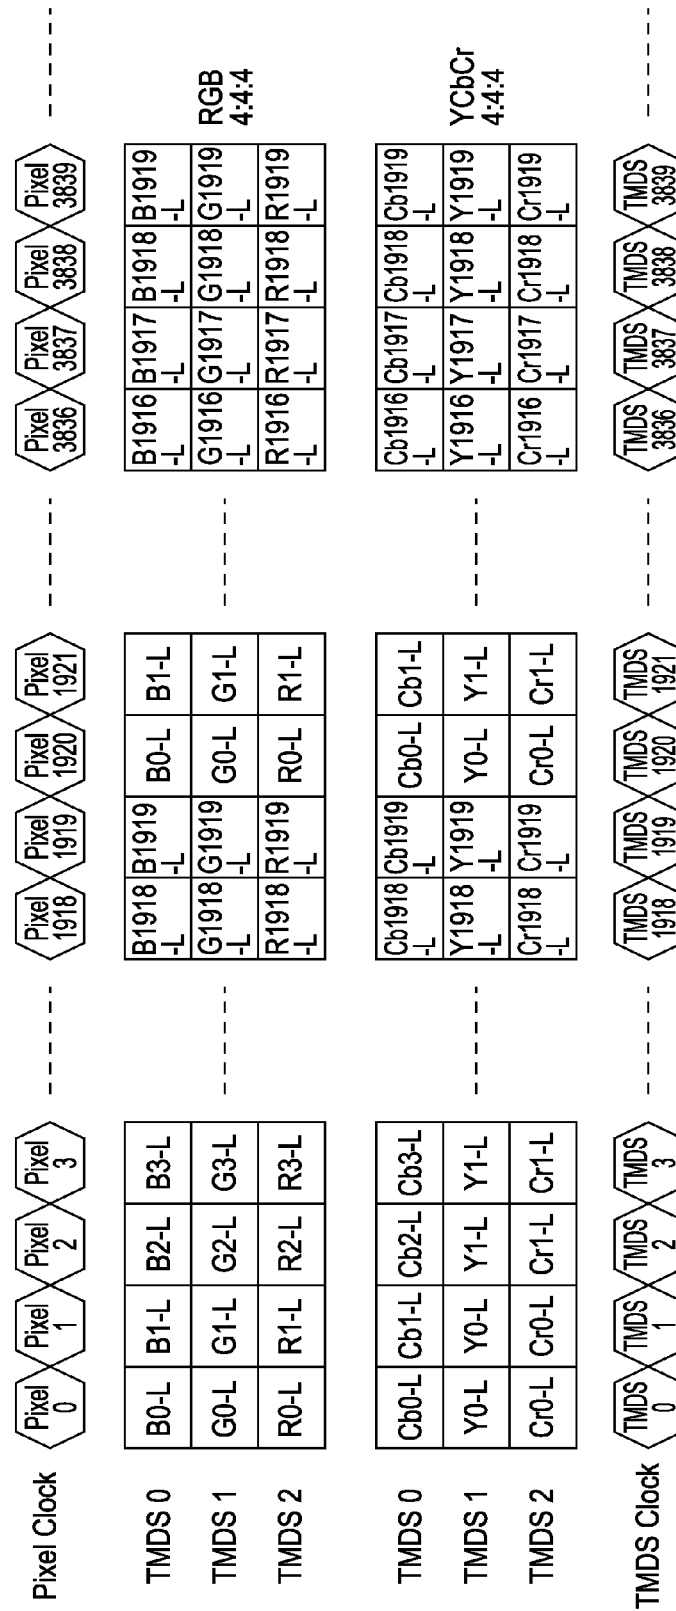 Pixel Clock
Pixel 0
Pixel 1
Pixel 2
Pixel 3
Pixel 1918
Pixel 1919
Pixel 1920
Pixel 1921
Pixel 3836
Pixel 3837
Pixel 3838
Pixel 3839
TMDS 0
B0-L
B1-L
B2-L
B3-L
B1918-L
B1919-L
B0-L
B1-L
B1916-L
B1917-L
B1918-L
B1919-L
TMDS 1
G0-L
G1-L
G2-L
G3-L
G1918-L
G1919-L
G0-L
G1-L
G1916-L
G1917-L
G1918-L
G1919-L
RGB
4:4:4
TMDS 2
R0-L
R1-L
R2-L
R3-L
R1918-L
R1919-L
R0-L
R1-L
R1916-L
R1917-L
R1918-L
R1919-L
TMDS 0
Cb0-L
Cb1-L
Cb2-L
Cb3-L
Cb1918-L
Cb1919-L
Cb0-L
Cb1-L
Cb1916-L
Cb1917-L
Cb1918-L
Cb1919-L
TMDS 1
Y0-L
Y0-L
Y1-L
Y1-L
Y1918-L
Y1919-L
Y0-L
Y1-L
Y1916-L
Y1917-L
Y1918-L
Y1919-L
YCbCr
4:4:4
TMDS 2
Cr0-L
Cr0-L
Cr1-L
Cr1-L
Cr1918-L
Cr1919-L
Cr0-L
Cr1-L
Cr1916-L
Cr1917-L
Cr1918-L
Cr1919-L
TMDS Clock
TMDS 0
TMDS 1
TMDS 2
TMDS 3
TMDS 1918
TMDS 1919
TMDS 1920
TMDS 1921
TMDS 3836
TMDS 3837
TMDS 3838
TMDS 3839